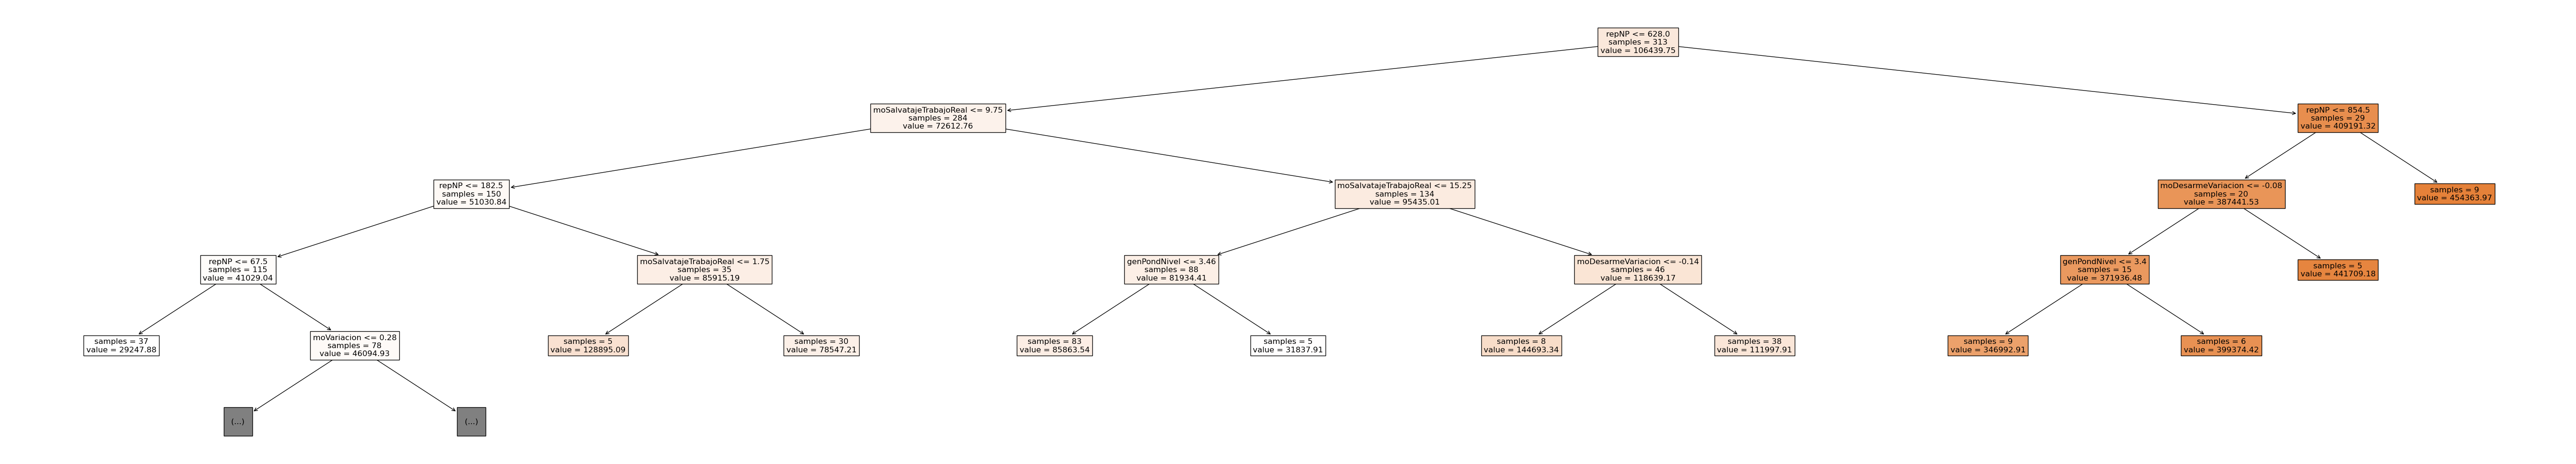 repNP <= 628.0
samples = 313
value = 106439.75
moSalvatajeTrabajoReal <= 9.75
samples = 284
value = 72612.76
repNP <= 854.5
samples = 29
value = 409191.32
repNP <= 182.5
samples = 150
value = 51030.84
moSalvatajeTrabajoReal <= 15.25
samples = 134
value = 95435.01
moDesarmeVariacion <= -0.08
samples = 20
value = 387441.53
samples = 9
value = 454363.97
repNP <= 67.5
samples = 115
value = 41029.04
moSalvatajeTrabajoReal <= 1.75
samples = 35
value = 85915.19
genPondNivel <= 3.46
samples = 88
value = 81934.41
moDesarmeVariacion <= -0.14
samples = 46
value = 118639.17
genPondNivel <= 3.4
samples = 15
value = 371936.48
samples = 5
value = 441709.18
samples = 37
value = 29247.88
moVariacion <= 0.28
samples = 78
value = 46094.93
samples = 5
value = 128895.09
samples = 30
value = 78547.21
samples = 83
value = 85863.54
samples = 5
value = 31837.91
samples = 8
value = 144693.34
samples = 38
value = 111997.91
samples = 9
value = 346992.91
samples = 6
value = 399374.42
(...)
(...)